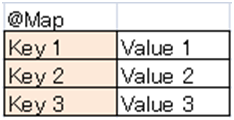 @Map
Key 1 Value 1
Key 2 Value 2
Key 3 Value 3